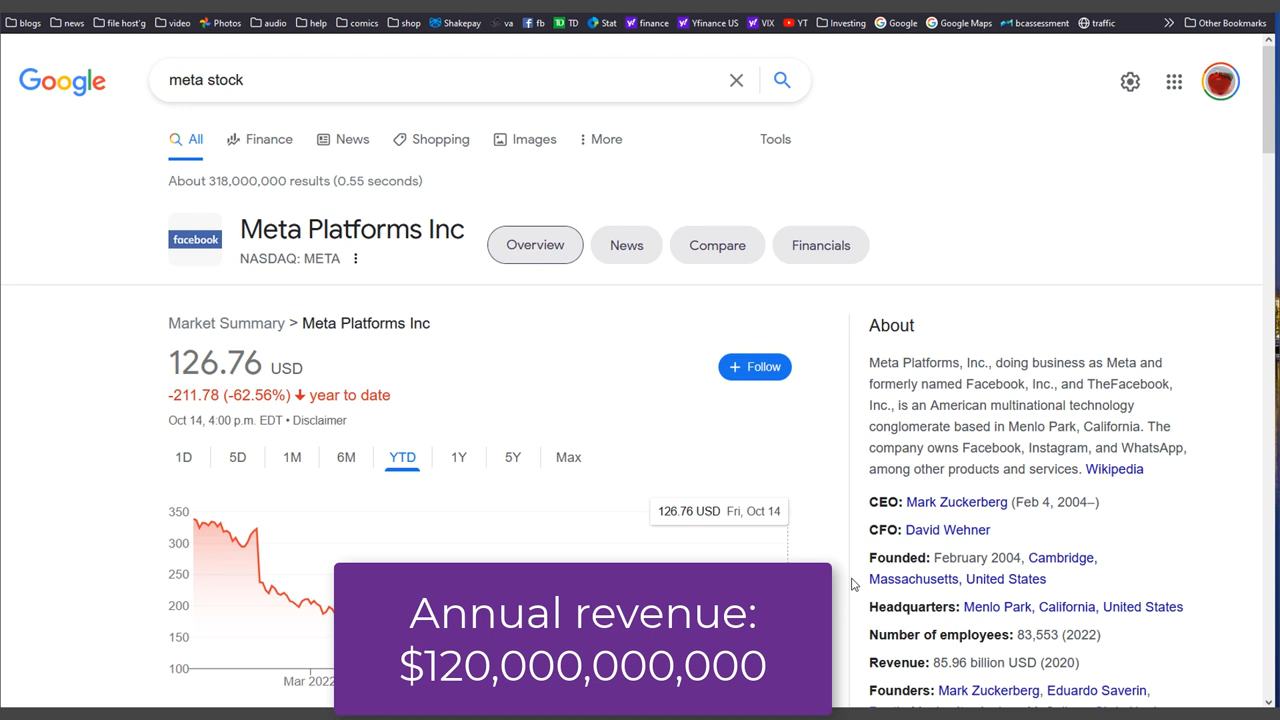 blogs news file host'g video Photos audio help comics shop Shakepay va fb TD Stat finance Yfinance US VIX YT Investing Google Google Maps bcassessment traffic Other Bookmarks
Google
meta stock
All Finance News Shopping Images More Tools
About 318,000,000 results (0.55 seconds)
facebook
Meta Platforms Inc
NASDAQ: META
Overview News Compare Financials
Market Summary > Meta Platforms Inc
126.76 USD
+ Follow
-211.78 (-62.56%) year to date
Oct 14, 4:00 p.m. EDT • Disclaimer
1D 5D 1M 6M YTD 1Y 5Y Max
126.76 USD Fri, Oct 14
350
300
250
200
150
100
Mar 2022
Annual revenue:
$120,000,000,000
About
Meta Platforms, Inc., doing business as Meta and
formerly named Facebook, Inc., and TheFacebook,
Inc., is an American multinational technology
conglomerate based in Menlo Park, California. The
company owns Facebook, Instagram, and WhatsApp,
among other products and services. Wikipedia
CEO: Mark Zuckerberg (Feb 4, 2004–)
CFO: David Wehner
Founded: February 2004, Cambridge,
Massachusetts, United States
Headquarters: Menlo Park, California, United States
Number of employees: 83,553 (2022)
Revenue: 85.96 billion USD (2020)
Founders: Mark Zuckerberg, Eduardo Saverin,